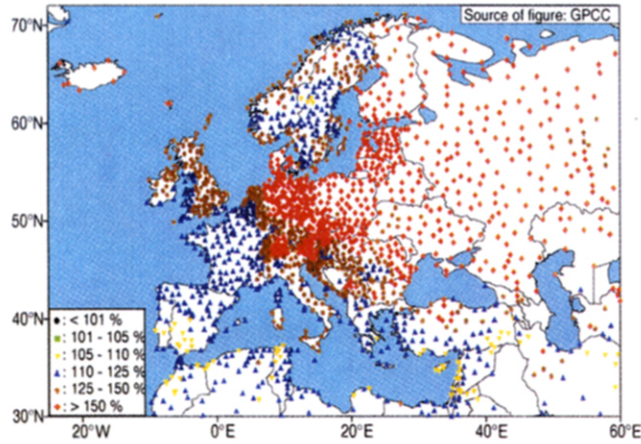 Source of figure: GPCC
70°N
60°N
50°N
40°N
30°N
: < 101 %
: 101 - 105 %
: 105 - 110 %
: 110 - 125 %
: 125 - 150 %
: > 150 %
20°W
0°E
20°E
40°E
60°E